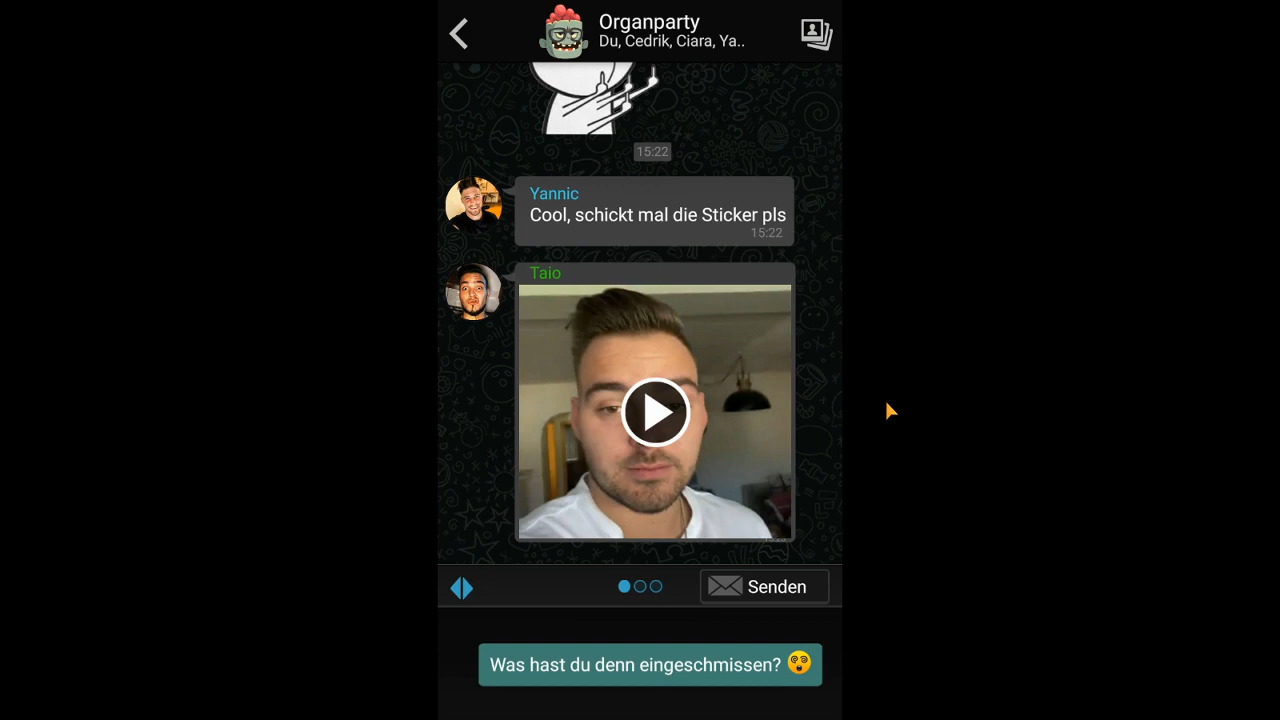 Organparty
Du, Cedrik, Ciara, Ya..
15:22
Yannic
Cool, schickt mal die Sticker pls
15:22
Taio
Senden
Was hast du denn eingeschmissen?